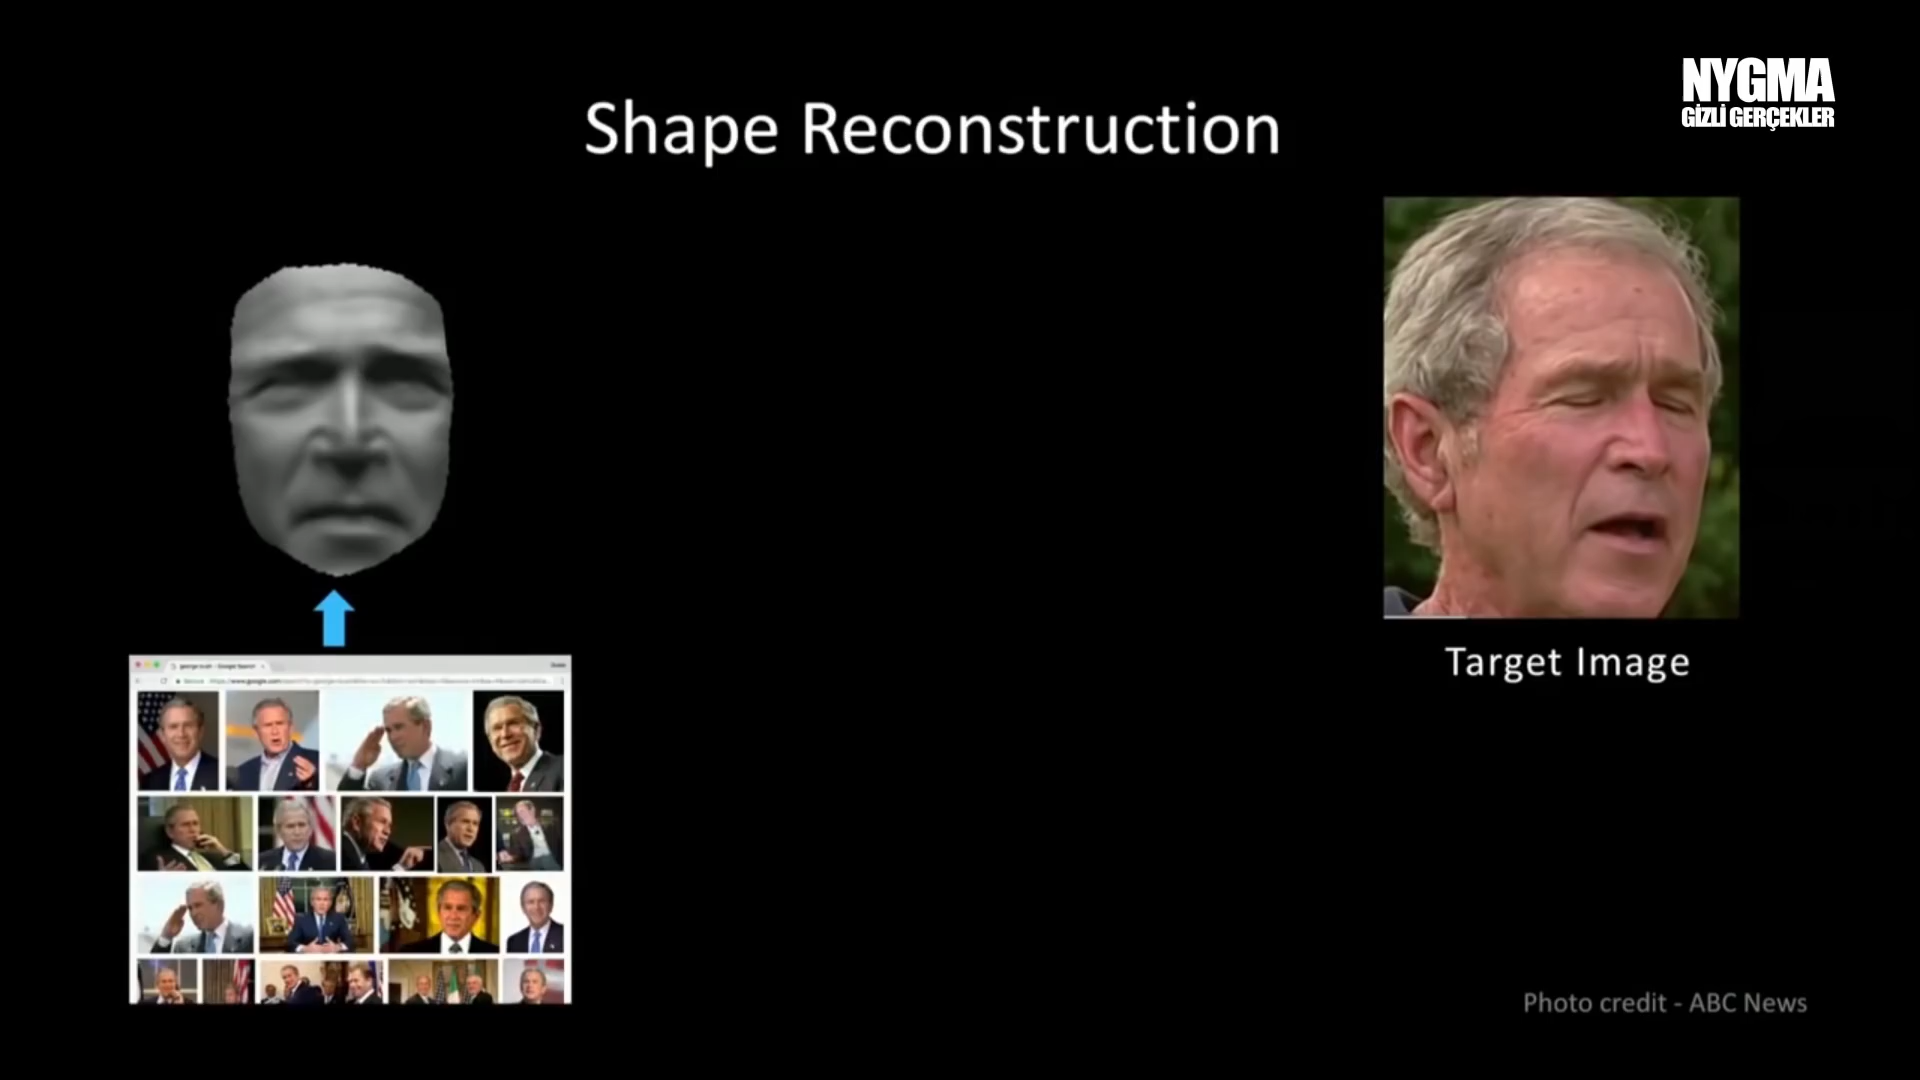 NYGMA
GİZLİ GERÇEKLER
Shape Reconstruction
Target Image
Photo credit - ABC News